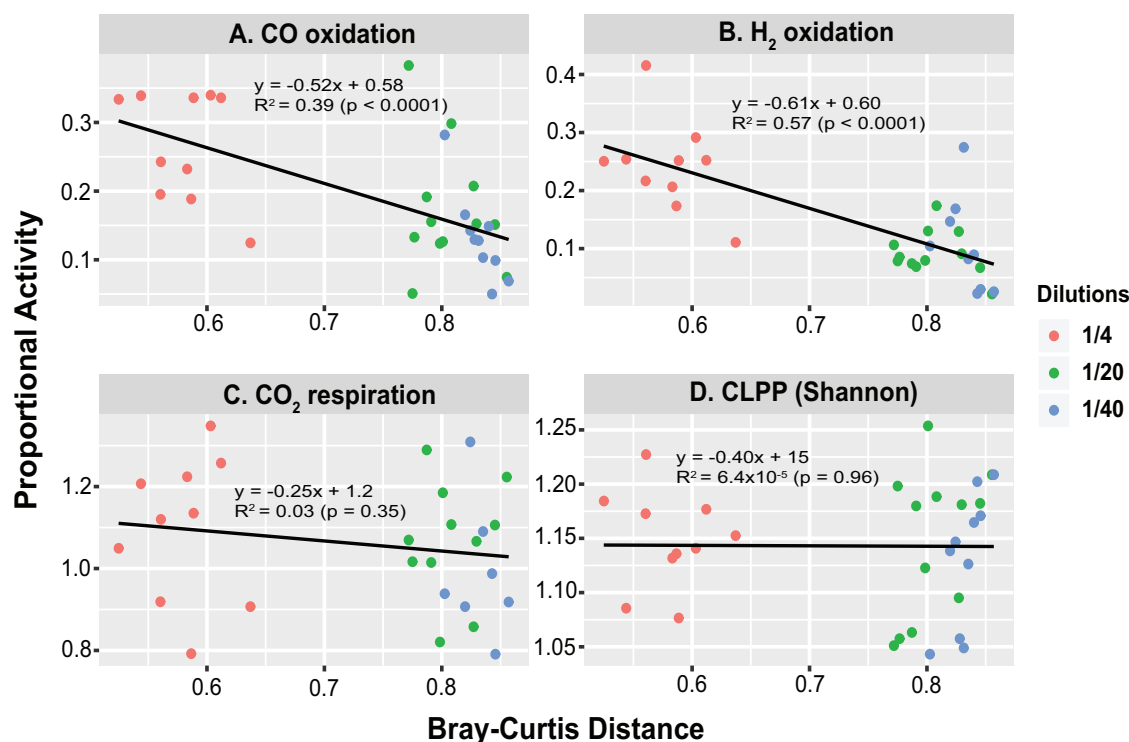 A. CO oxidation
y = -0.52x + 0.58
R² = 0.39 (p < 0.0001)
0.3
0.2
0.1
0.6 0.7 0.8
B. H₂ oxidation
y = -0.61x + 0.60
R² = 0.57 (p < 0.0001)
0.4
0.3
0.2
0.1
0.6 0.7 0.8
Proportional Activity
C. CO₂ respiration
y = -0.25x + 1.2
R² = 0.03 (p = 0.35)
1.2
1.0
0.8
0.6 0.7 0.8
D. CLPP (Shannon)
y = -0.40x + 15
R² = 6.4x10⁻⁵ (p = 0.96)
1.25
1.20
1.15
1.10
1.05
0.6 0.7 0.8
Bray-Curtis Distance
Dilutions
1/4
1/20
1/40